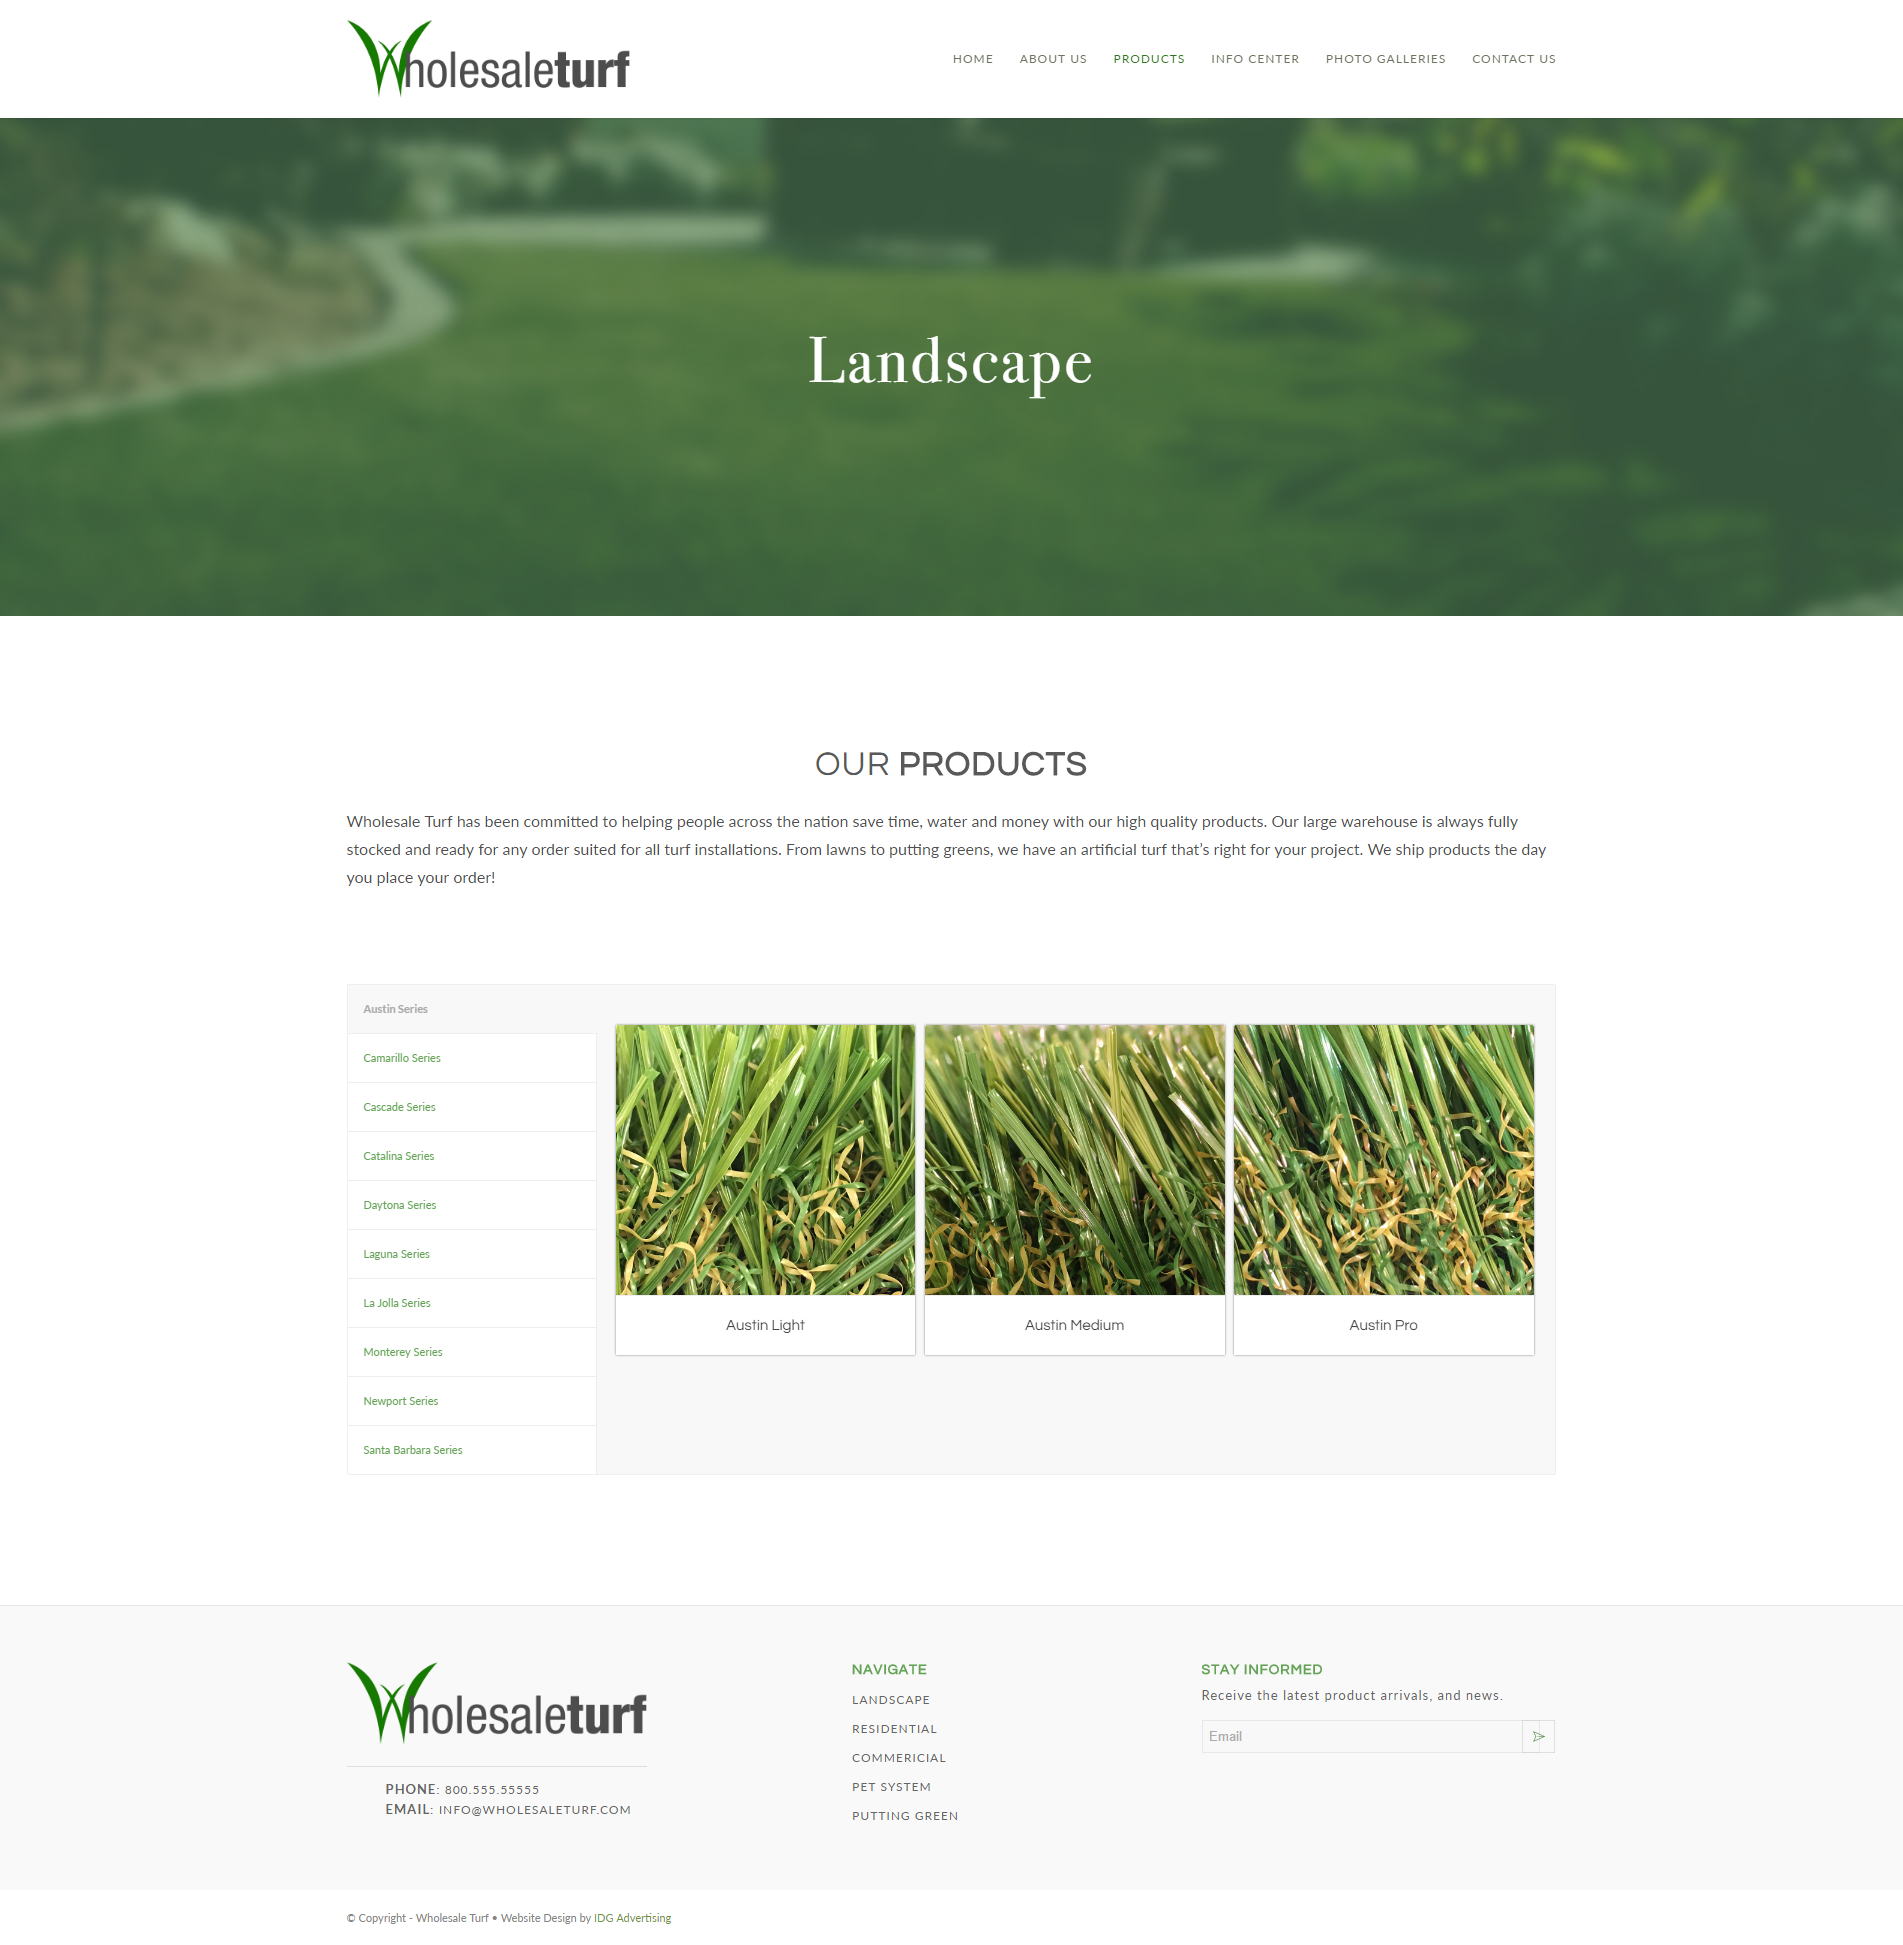 Wholesaleturf
HOME ABOUT US PRODUCTS INFO CENTER PHOTO GALLERIES CONTACT US
Landscape
OUR PRODUCTS
Wholesale Turf has been committed to helping people across the nation save time, water and money with our high quality products. Our large warehouse is always fully
stocked and ready for any order suited for all turf installations. From lawns to putting greens, we have an artificial turf that’s right for your project. We ship products the day
you place your order!
Austin Series
Camarillo Series
Cascade Series
Catalina Series
Daytona Series
Laguna Series
La Jolla Series
Monterey Series
Newport Series
Santa Barbara Series
Austin Light
Austin Medium
Austin Pro
Wholesaleturf
PHONE: 800.555.55555
EMAIL: INFO@WHOLESALETURF.COM
NAVIGATE
LANDSCAPE
RESIDENTIAL
COMMERICIAL
PET SYSTEM
PUTTING GREEN
STAY INFORMED
Receive the latest product arrivals, and news.
Email
© Copyright - Wholesale Turf • Website Design by IDG Advertising